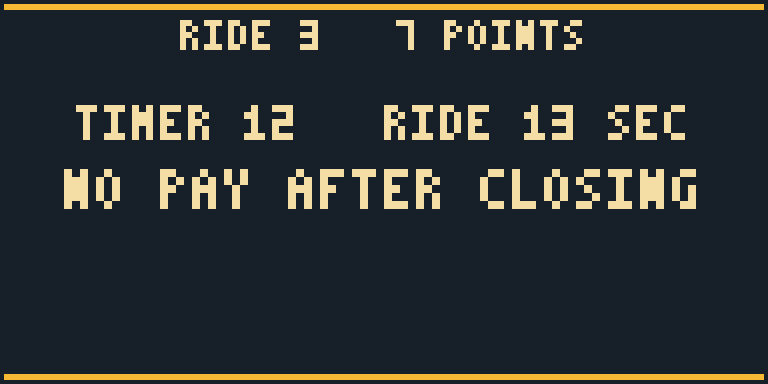 RIDE 3 7 POINTS
TIMER 12 RIDE 13 SEC
NO PAY AFTER CLOSING